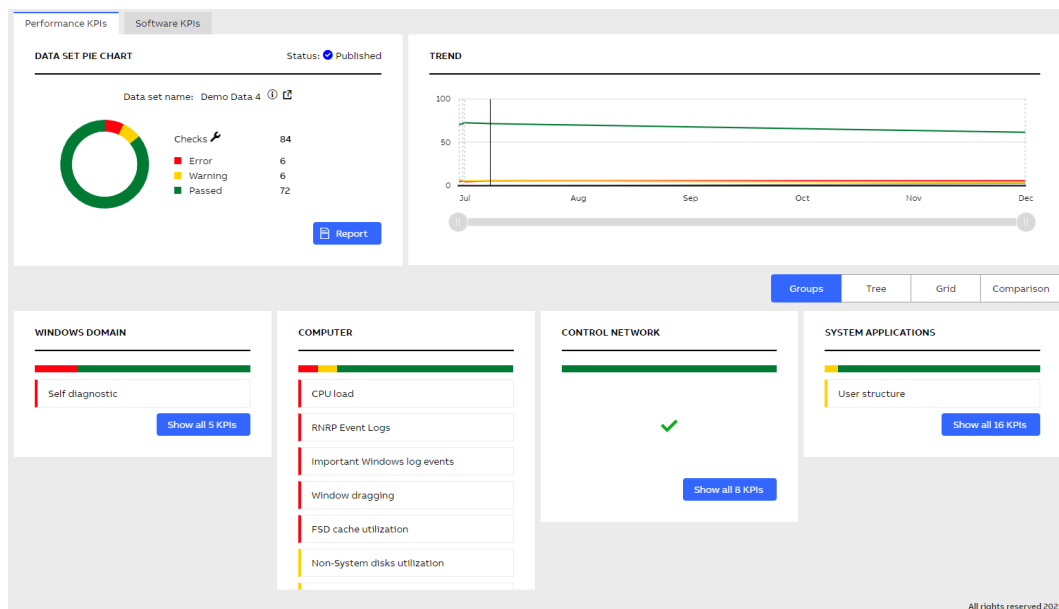 Performance KPIs
Software KPIs
DATA SET PIE CHART
Status: Published
Data set name: Demo Data 4
Checks 84
Error 6
Warning 6
Passed 72
Report
TREND
100
50
0
Jul Aug Sep Oct Nov Dec
Groups Tree Grid Comparison
WINDOWS DOMAIN
Self diagnostic
Show all 5 KPIs
COMPUTER
CPU load
RNRP Event Logs
Important Windows log events
Window dragging
FSD cache utilization
Non-System disks utilization
CONTROL NETWORK
Show all 8 KPIs
SYSTEM APPLICATIONS
User structure
Show all 16 KPIs
All rights reserved